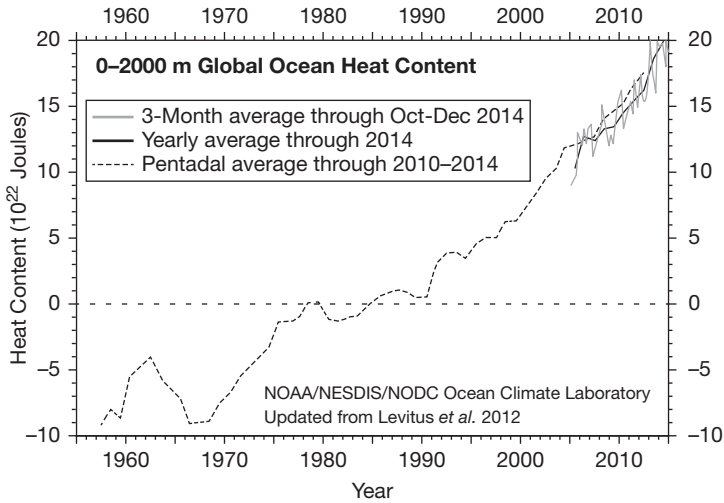 1960 1970 1980 1990 2000 2010
20 20
0–2000 m Global Ocean Heat Content
3-Month average through Oct-Dec 2014
15 15
Yearly average through 2014
Pentadal average through 2010–2014
10 10
5 5
0 0
−5 −5
NOAA/NESDIS/NODC Ocean Climate Laboratory
Updated from Levitus et al. 2012
−10 −10
Heat Content (10²² Joules)
1960 1970 1980 1990 2000 2010
Year